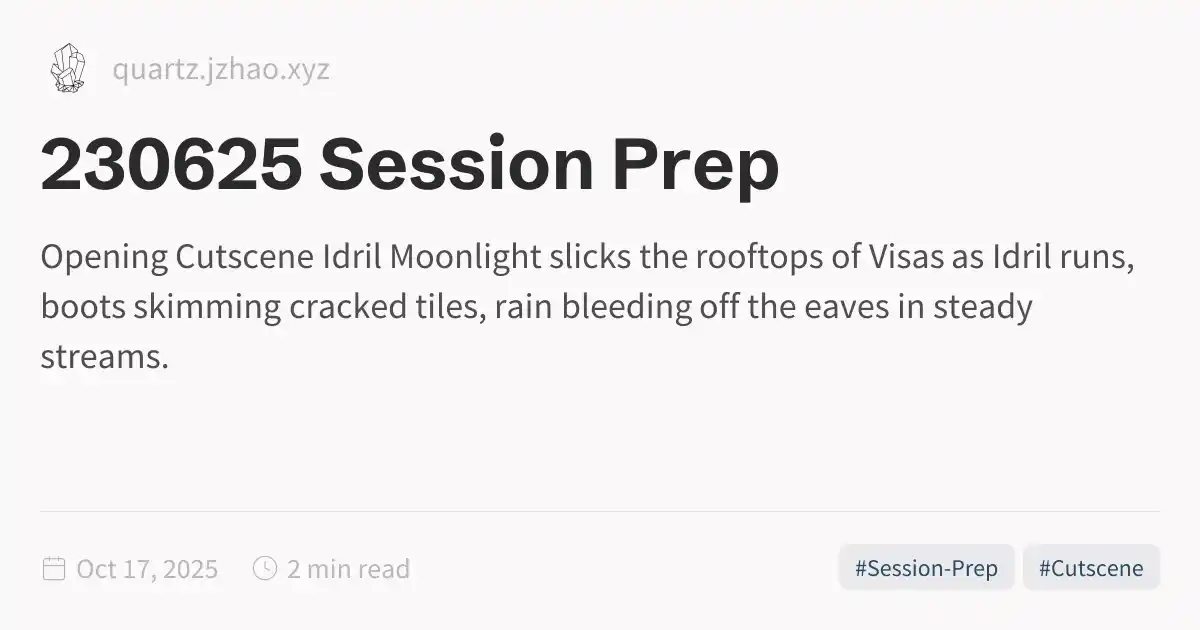 quartz.jzhao.xyz
230625 Session Prep
Opening Cutscene Idril Moonlight slicks the rooftops of Visas as Idril runs,
boots skimming cracked tiles, rain bleeding off the eaves in steady
streams.
Oct 17, 2025 2 min read #Session-Prep #Cutscene